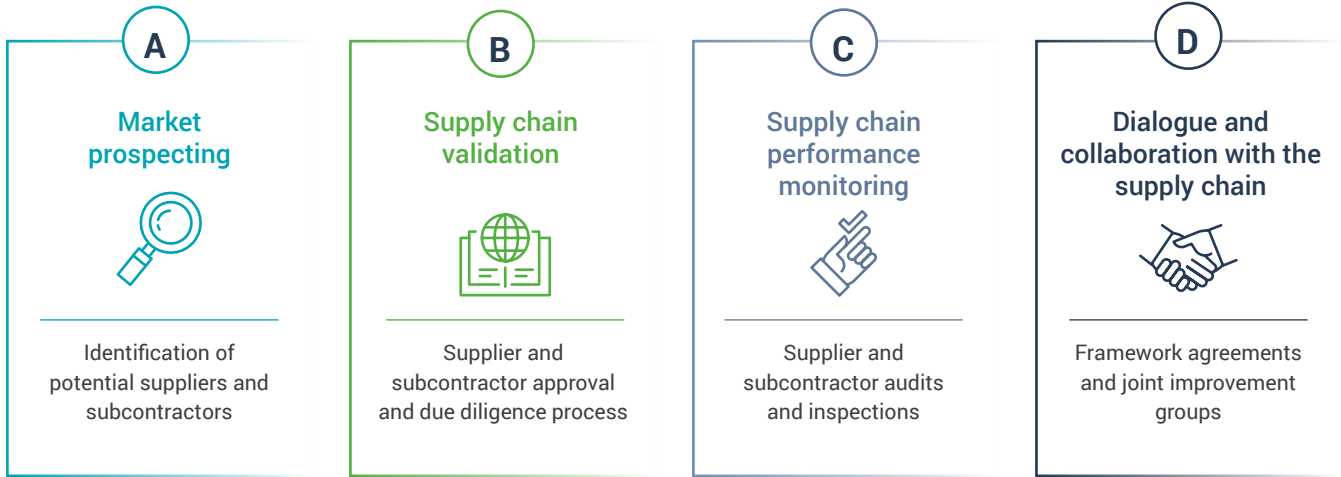 A
Market
prospecting
Identification of
potential suppliers and
subcontractors
B
Supply chain
validation
Supplier and
subcontractor approval
and due diligence process
C
Supply chain
performance
monitoring
Supplier and
subcontractor audits
and inspections
D
Dialogue and
collaboration with the
supply chain
Framework agreements
and joint improvement
groups